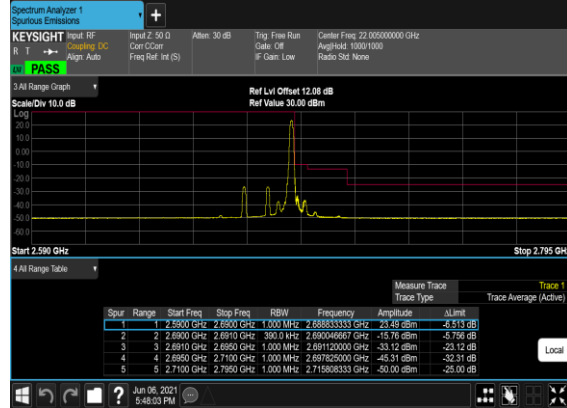 Spectrum Analyzer 1
Spurious Emissions
KEYSIGHT Input: RF Input Z: 50 Ω Atten: 30 dB Trig: Free Run Center Freq: 22.005000000 GHz
R T Coupling: DC Corr CCorr Gate: Off Avg|Hold: 1000/1000
Align: Auto Freq Ref: Int (S) IF Gain: Low Radio Std: None
PASS
3 All Range Graph
Ref Lvl Offset 12.08 dB
Scale/Div 10.0 dB Ref Value 30.00 dBm
Log
20.0
10.0
0.00
-10.0
-20.0
-30.0
-40.0
-50.0
-60.0
Start 2.590 GHz Stop 2.795 GH
4 All Range Table
Measure Trace Trace 1
Trace Type Trace Average (Active)
Spur Range Start Freq Stop Freq RBW Frequency Amplitude ΔLimit
1 1 2.5900 GHz 2.6900 GHz 1.000 MHz 2.688833333 GHz 23.49 dBm -6.513 dB
2 2 2.6900 GHz 2.6910 GHz 390.0 kHz 2.690046667 GHz -15.76 dBm -5.756 dB
3 3 2.6910 GHz 2.6950 GHz 1.000 MHz 2.691120000 GHz -33.12 dBm -23.12 dB
4 4 2.6950 GHz 2.7100 GHz 1.000 MHz 2.697825000 GHz -45.31 dBm -32.31 dB
5 5 2.7100 GHz 2.7950 GHz 1.000 MHz 2.715808333 GHz -50.00 dBm -25.00 dB
Local
? Jun 06, 2021
5:48:03 PM